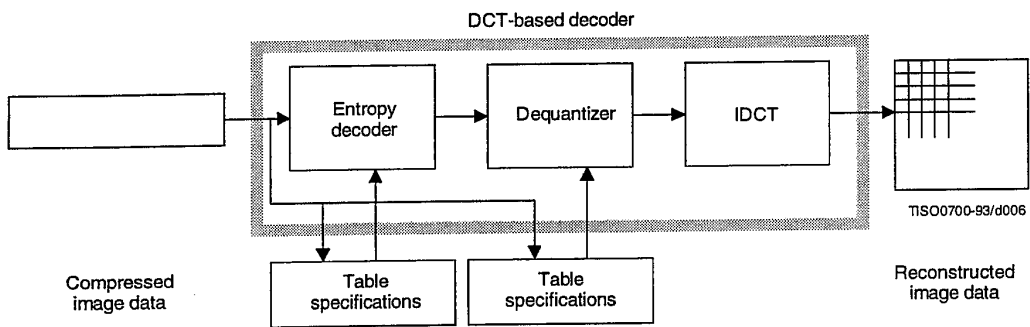 DCT-based decoder
Entropy
decoder
Dequantizer
IDCT
TISO0700-93/d006
Compressed
image data
Table
specifications
Table
specifications
Reconstructed
image data